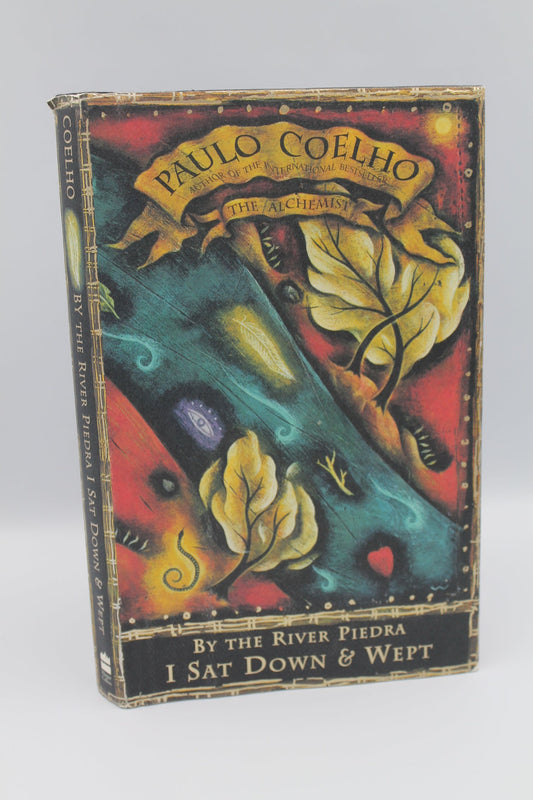 PAULO COELHO
AUTHOR OF THE INTERNATIONAL BESTSELLER
THE ALCHEMIST
BY THE RIVER PIEDRA
I SAT DOWN & WEPT
COELHO BY THE RIVER PIEDRA I SAT DOWN & WEPT